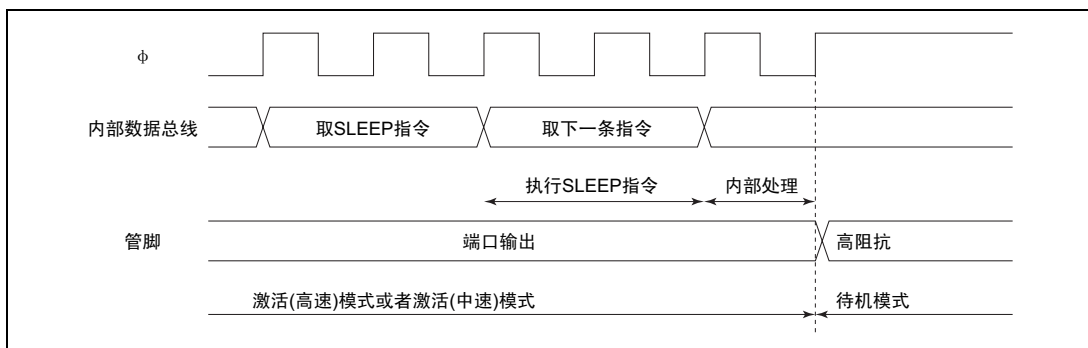 φ
内部数据总线
取SLEEP指令
取下一条指令
执行SLEEP指令
内部处理
管脚
端口输出
高阻抗
激活(高速)模式或者激活(中速)模式
待机模式